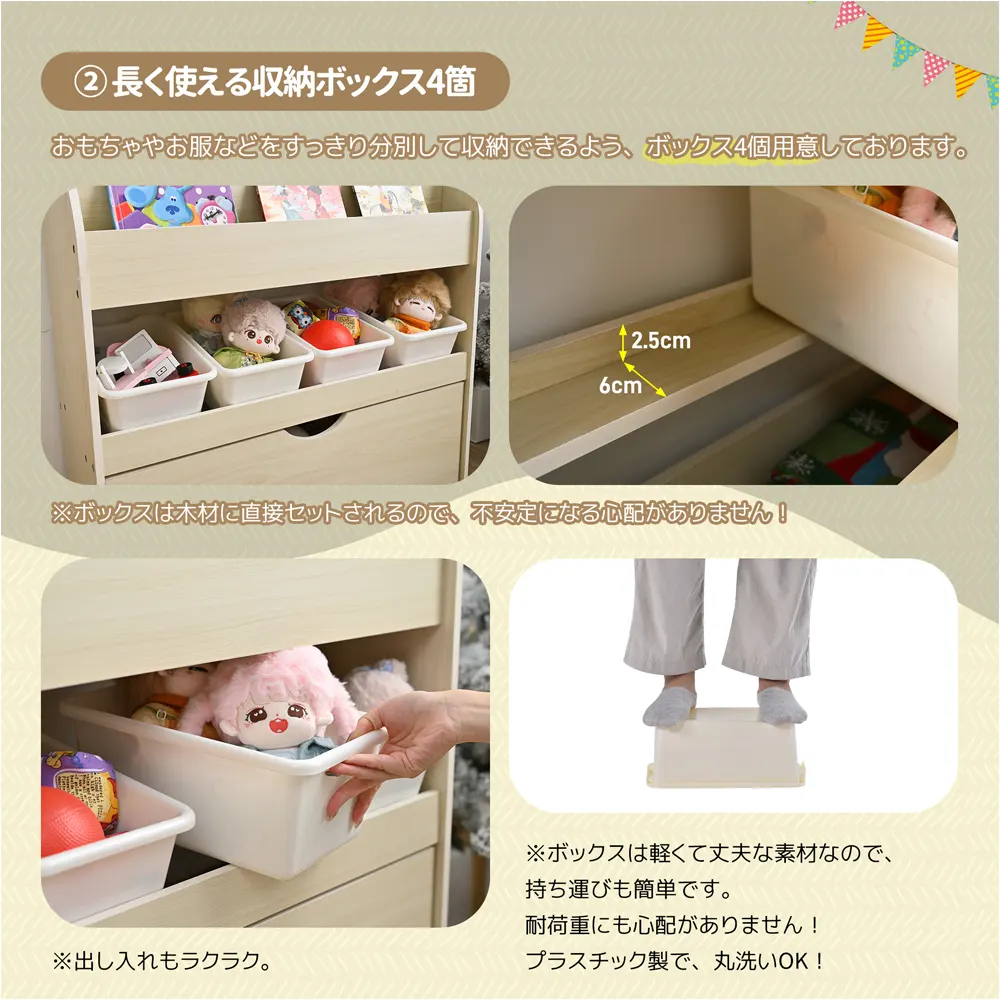 ② 長く使える収納ボックス4箇
おもちゃやお服などをすっきり分別して収納できるよう、ボックス4個用意しております。
2.5cm
6cm
※ボックスは木材に直接セットされるので、不安定になる心配がありません！
※出し入れもラクラク。
※ボックスは軽くて丈夫な素材なので、
持ち運びも簡単です。
耐荷重にも心配がありません！
プラスチック製で、丸洗いOK！